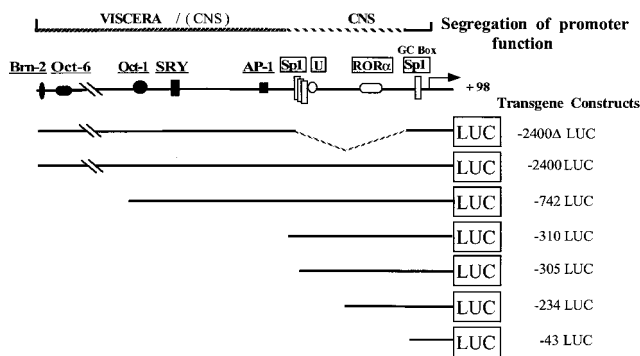 VISCERA / (CNS) CNS
Segregation of promoter
function
GC Box
Brn-2 Oct-6 Oct-1 SRY AP-1 Sp1 U RORα Sp1
+98
Transgene Constructs
LUC -2400Δ LUC
LUC -2400 LUC
LUC -742 LUC
LUC -310 LUC
LUC -305 LUC
LUC -234 LUC
LUC -43 LUC